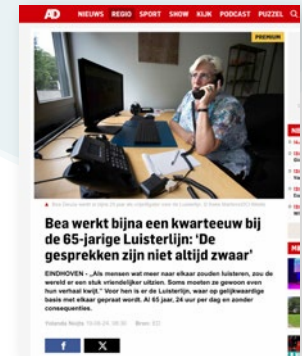 AD NIEUWS REGIO SPORT SHOW KIJK PODCAST PUZZEL
PREMIUM
Bea werkt bijna een kwarteeuw bij
de 65-jarige Luisterlijn: ‘De
gesprekken zijn niet altijd zwaar’
EINDHOVEN - „Als mensen wat meer naar elkaar zouden luisteren, zou de
wereld er een stuk vriendelijker uitzien. Soms moeten ze gewoon even
hun verhaal kwijt.” Voor hen is er de Luisterlijn, waar op gelijkwaardige
basis met elkaar gepraat wordt. Al 65 jaar, 24 uur per dag en zonder
consequenties.
f X